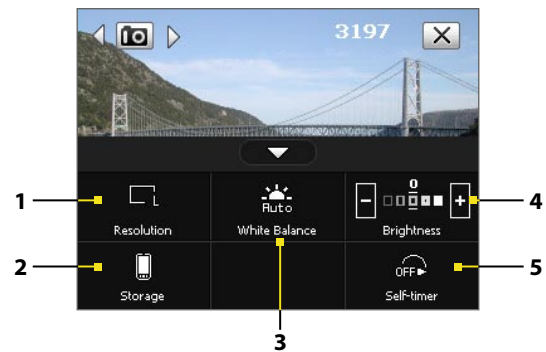 3197
1
L
Auto
0
4
Resolution
White Balance
Brightness
2
OFF
5
Storage
Self-timer
3